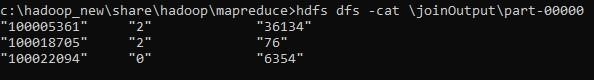 c:\hadoop_new\share\hadoop\mapreduce>hdfs dfs -cat \joinOutput\part-00000
"100005361" "2" "36134"
"100018705" "2" "76"
"100022094" "0" "6354"